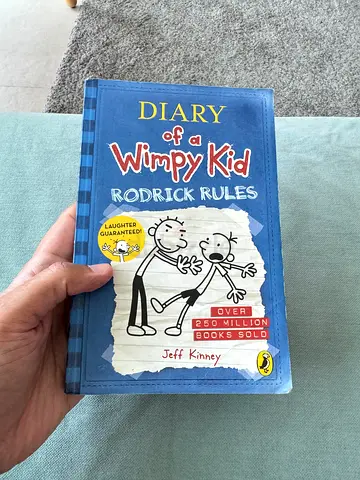 DIARY
of a
Wimpy Kid
RODRICK RULES
LAUGHTER
GUARANTEED!
OVER
250 MILLION
BOOKS SOLD
Jeff Kinney